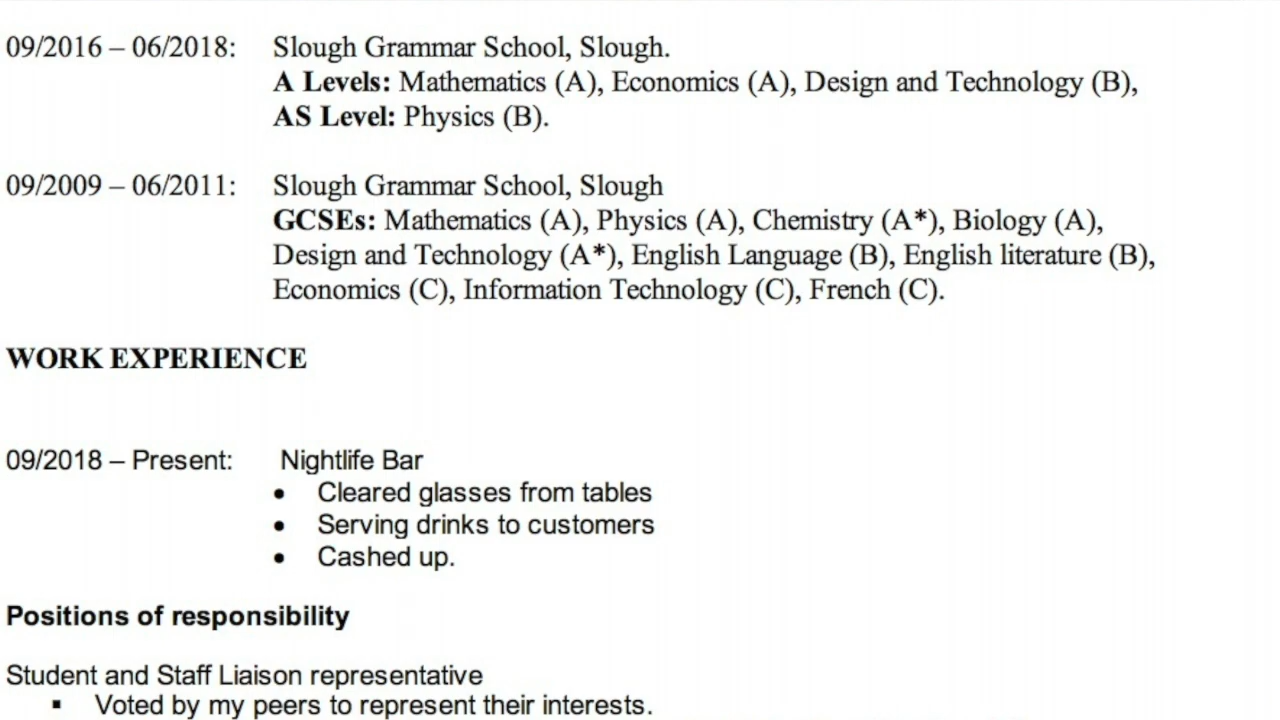 09/2016 – 06/2018: Slough Grammar School, Slough.
A Levels: Mathematics (A), Economics (A), Design and Technology (B),
AS Level: Physics (B).
09/2009 – 06/2011: Slough Grammar School, Slough
GCSEs: Mathematics (A), Physics (A), Chemistry (A*), Biology (A),
Design and Technology (A*), English Language (B), English literature (B),
Economics (C), Information Technology (C), French (C).
WORK EXPERIENCE
09/2018 – Present: Nightlife Bar
• Cleared glasses from tables
• Serving drinks to customers
• Cashed up.
Positions of responsibility
Student and Staff Liaison representative
▪ Voted by my peers to represent their interests.